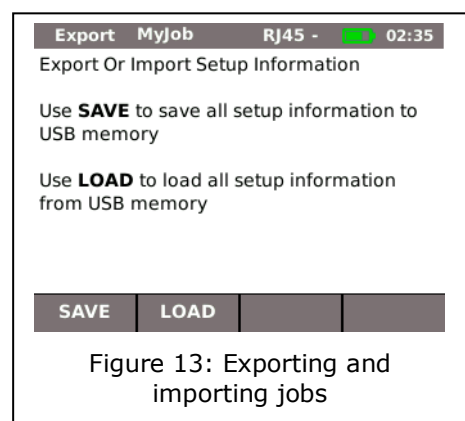 Export MyJob RJ45 - 02:35
Export Or Import Setup Information
Use SAVE to save all setup information to
USB memory
Use LOAD to load all setup information
from USB memory
SAVE LOAD
Figure 13: Exporting and
importing jobs